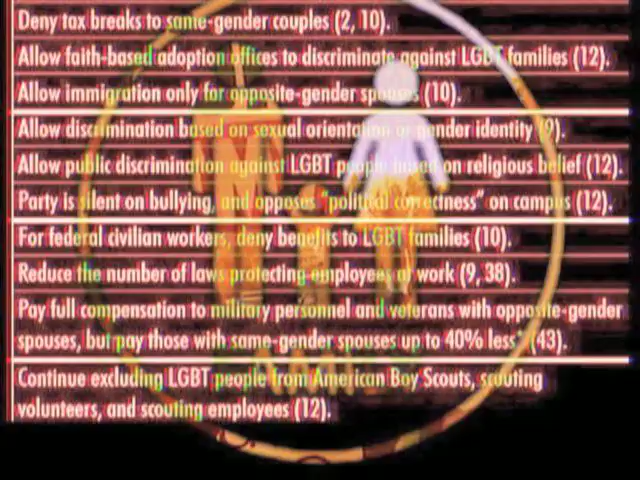 Deny tax breaks to same-gender couples (2, 10).
Allow faith-based adoption offices to discriminate against LGBT families (12).
Allow immigration only for opposite-gender spouses (10).
Allow discrimination based on sexual orientation or gender identity (9).
Allow public discrimination against LGBT people based on religious belief (12).
Party is silent on bullying, and opposes "political correctness" on campus (12).
For federal civilian workers, deny benefits to LGBT families (10).
Reduce the number of laws protecting employees at work (9, 38).
Pay full compensation to military personnel and veterans with opposite-gender
spouses, but pay those with same-gender spouses up to 40% less* (43).
Continue excluding LGBT people from American Boy Scouts, scouting
volunteers, and scouting employees (12).